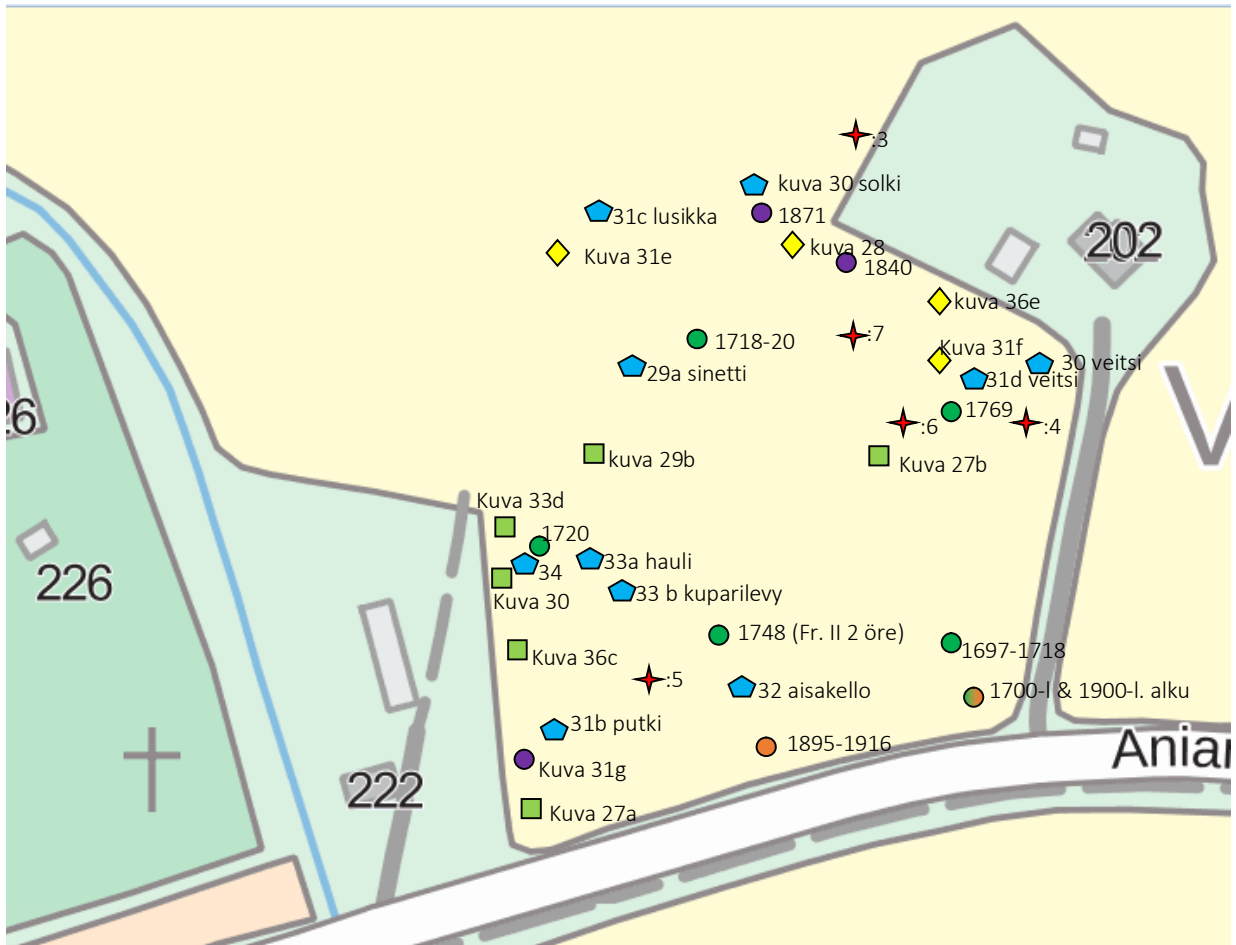 :3
kuva 30 solki
31c lusikka
1871
202
Kuva 31e
kuva 28
1840
kuva 36e
1718-20
:7
Kuva 31f
30 veitsi
29a sinetti
31d veitsi
26
1769
:6
:4
kuva 29b
Kuva 27b
Kuva 33d
1720
33a hauli
34
226
Kuva 30
33 b kuparilevy
1748 (Fr. II 2 öre)
1697-1718
Kuva 36c
:5
32 aisakello
1700-l & 1900-l. alku
31b putki
1895-1916
Anian
Kuva 31g
222
Kuva 27a